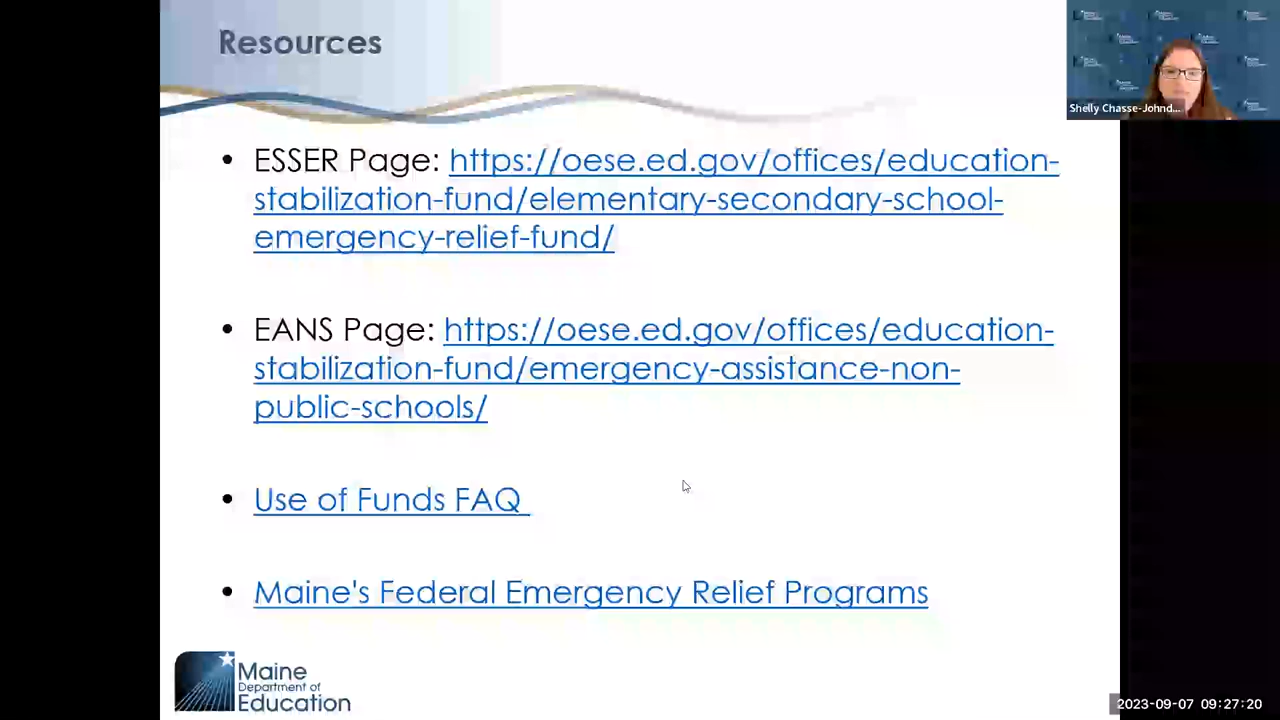 Resources
Shelly Chasse-Johnd...
• ESSER Page: https://oese.ed.gov/offices/education-
stabilization-fund/elementary-secondary-school-
emergency-relief-fund/
• EANS Page: https://oese.ed.gov/offices/education-
stabilization-fund/emergency-assistance-non-
public-schools/
• Use of Funds FAQ
• Maine's Federal Emergency Relief Programs
Maine
Department of
Education
2023-09-07 09:27:20